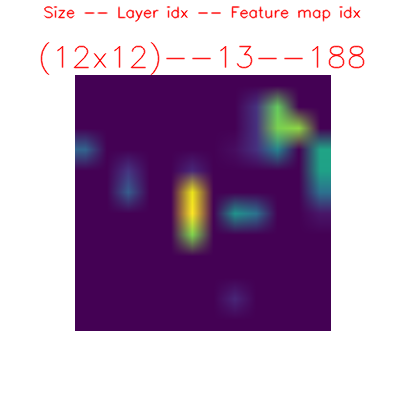 Size -- Layer idx -- Feature map idx
(12x12)--13--188